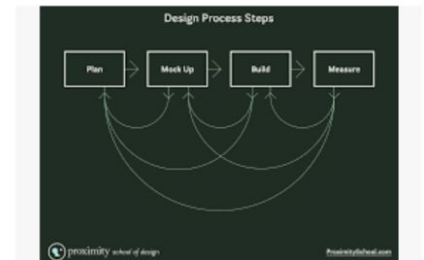 Design Process Steps
Plan
Mock Up
Build
Measure
proximity school of design
ProximitySchool.com